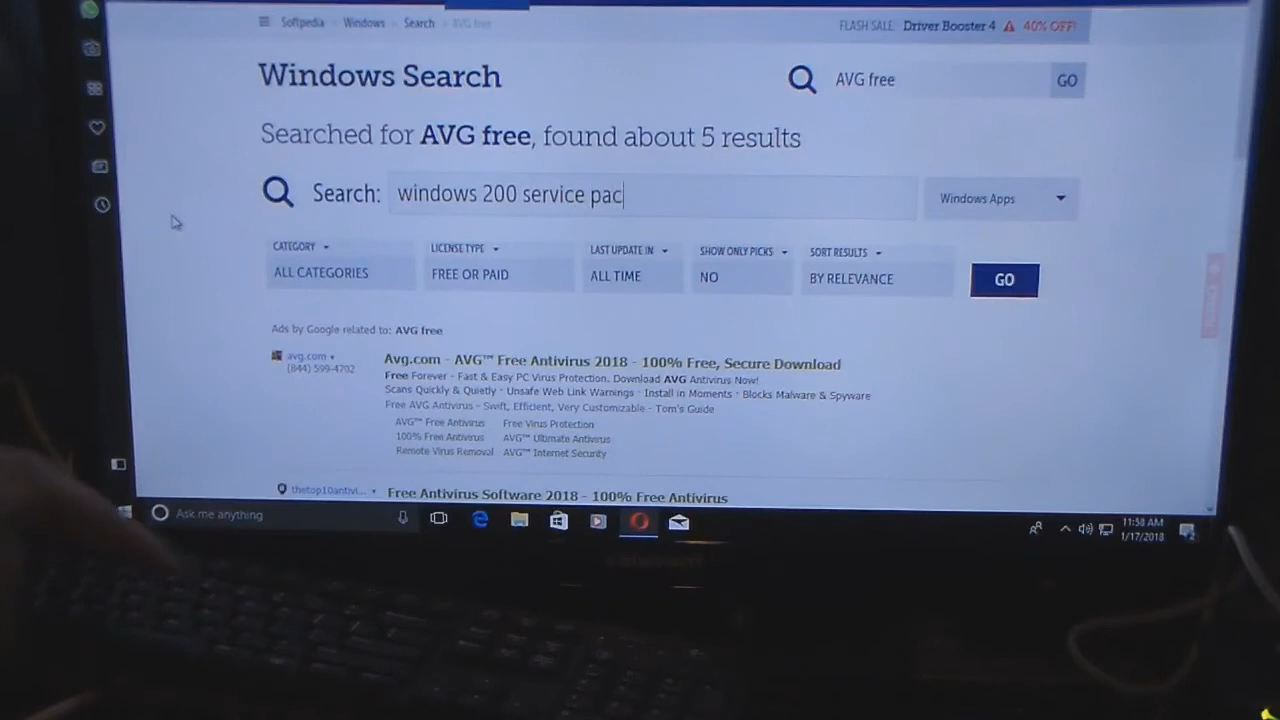 Softpedia > Windows > Search > AVG free
FLASH SALE: Driver Booster 4 40% OFF!
Windows Search
AVG free GO
Searched for AVG free, found about 5 results
Search: windows 200 service pac Windows Apps
CATEGORY LICENSE TYPE LAST UPDATE IN SHOW ONLY PICKS SORT RESULTS
ALL CATEGORIES FREE OR PAID ALL TIME NO BY RELEVANCE GO
Ads by Google related to: AVG free
avg.com Avg.com - AVG™ Free Antivirus 2018 - 100% Free, Secure Download
(844) 599-4702 Free Forever - Fast & Easy PC Virus Protection. Download AVG Antivirus Now!
Scans Quickly & Quietly · Unsafe Web Link Warnings · Install in Moments · Blocks Malware & Spyware
Free AVG Antivirus - Swift, Efficient, Very Customizable - Tom's Guide
AVG™ Free Antivirus Free Virus Protection
100% Free Antivirus AVG™ Ultimate Antivirus
Remote Virus Removal AVG™ Internet Security
thetop10antivi... Free Antivirus Software 2018 - 100% Free Antivirus
Ask me anything
11:58 AM
1/17/2018